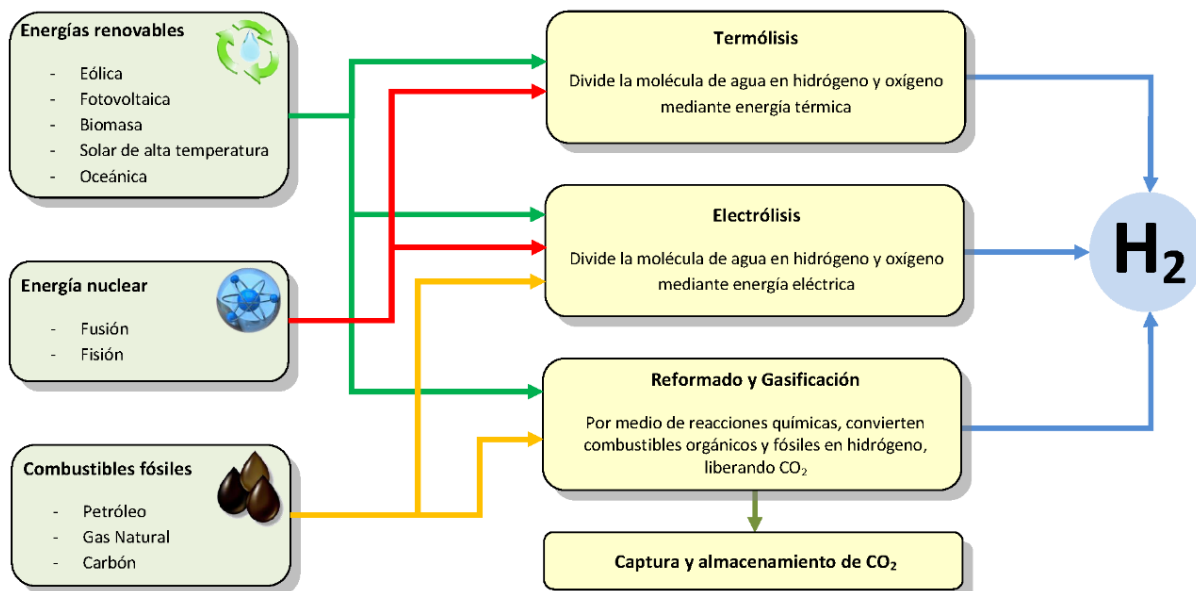 Energías renovables
- Eólica
- Fotovoltaica
- Biomasa
- Solar de alta temperatura
- Oceánica
Energía nuclear
- Fusión
- Fisión
Combustibles fósiles
- Petróleo
- Gas Natural
- Carbón
Termólisis
Divide la molécula de agua en hidrógeno y oxígeno
mediante energía térmica
Electrólisis
Divide la molécula de agua en hidrógeno y oxígeno
mediante energía eléctrica
Reformado y Gasificación
Por medio de reacciones químicas, convierten
combustibles orgánicos y fósiles en hidrógeno,
liberando CO₂
Captura y almacenamiento de CO₂
H₂